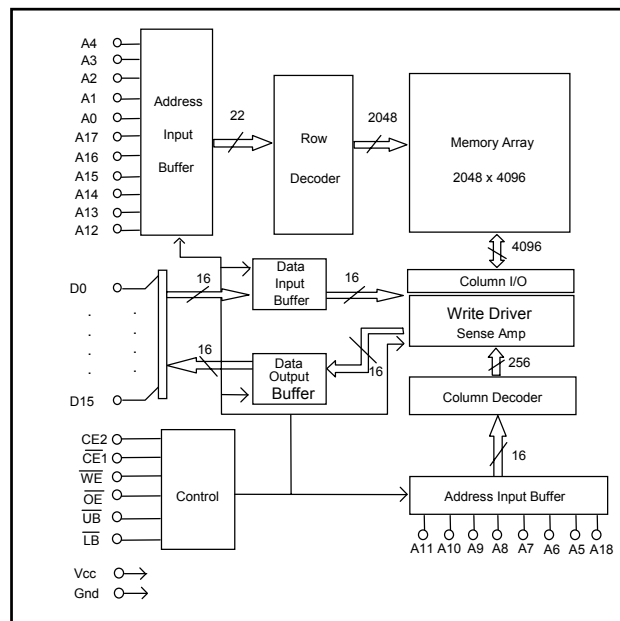 A4
A3
A2
A1
A0
A17
A16
A15
A14
A13
A12
Address
Input
Buffer
22
Row
Decoder
2048
Memory Array
2048 x 4096
4096
D0
.
.
.
.
D15
16
Data
Input
Buffer
16
Column I/O
Write Driver
Sense Amp
16
Data
Output
Buffer
16
.
.
.
.
256
Column Decoder
16
CE2
CE1
WE
OE
UB
LB
Control
Address Input Buffer
A11 A10 A9 A8 A7 A6 A5 A18
Vcc
Gnd